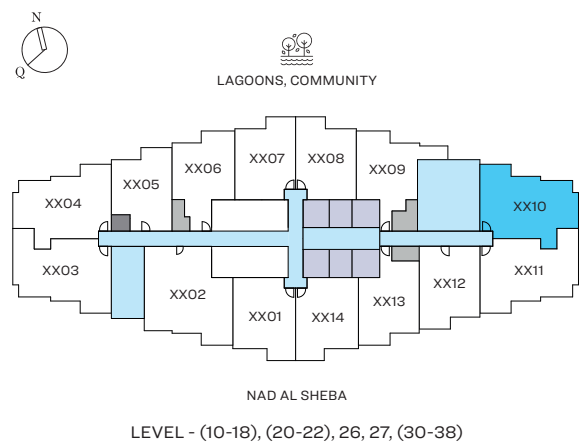 N
Q
LAGOONS, COMMUNITY
XX07 XX08
XX06 XX09
XX05
XX04 XX10
XX03 XX11
XX02 XX12
XX01 XX14 XX13
NAD AL SHEBA
LEVEL - (10-18), (20-22), 26, 27, (30-38)